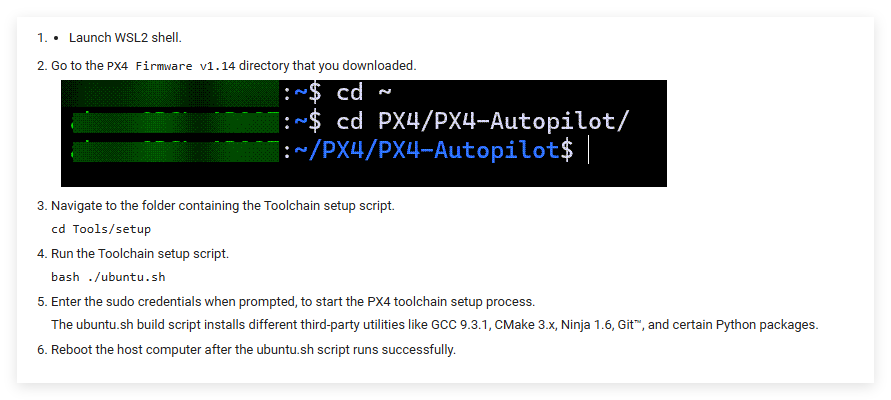 1. • Launch WSL2 shell.
2. Go to the PX4 Firmware v1.14 directory that you downloaded.
:~$ cd ~
:~$ cd PX4/PX4-Autopilot/
:~/PX4/PX4-Autopilot$
3. Navigate to the folder containing the Toolchain setup script.
cd Tools/setup
4. Run the Toolchain setup script.
bash ./ubuntu.sh
5. Enter the sudo credentials when prompted, to start the PX4 toolchain setup process.
The ubuntu.sh build script installs different third-party utilities like GCC 9.3.1, CMake 3.x, Ninja 1.6, Git™, and certain Python packages.
6. Reboot the host computer after the ubuntu.sh script runs successfully.